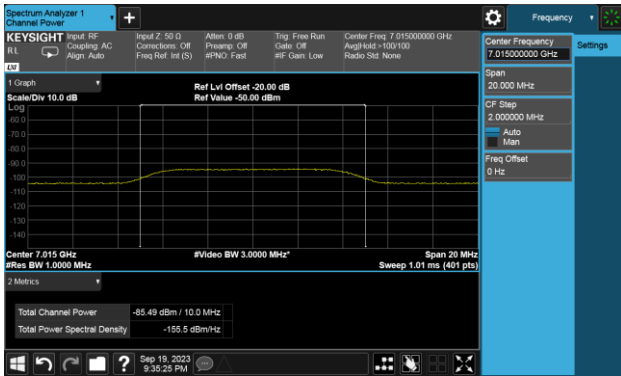 Spectrum Analyzer 1
Channel Power
Frequency
KEYSIGHT
RL
LXI
Input: RF
Coupling: AC
Align: Auto
Input Z: 50 Ω
Corrections: Off
Freq Ref: Int (S)
Atten: 0 dB
Preamp: Off
#PNO: Fast
Trig: Free Run
Gate: Off
#IF Gain: Low
Center Freq: 7.015000000 GHz
Avg|Hold:>100/100
Radio Std: None
Center Frequency
7.015000000 GHz
Settings
Span
20.000 MHz
CF Step
2.000000 MHz
Auto
Man
Freq Offset
0 Hz
1 Graph
Scale/Div 10.0 dB
Ref Lvl Offset -20.00 dB
Ref Value -50.00 dBm
Log
-60.0
-70.0
-80.0
-90.0
-100
-110
-120
-130
-140
Center 7.015 GHz
#Video BW 3.0000 MHz*
Span 20 MHz
#Res BW 1.0000 MHz
Sweep 1.01 ms (401 pts)
2 Metrics
Total Channel Power
-85.49 dBm / 10.0 MHz
Total Power Spectral Density
-155.5 dBm/Hz
?
Sep 19, 2023
9:35:25 PM